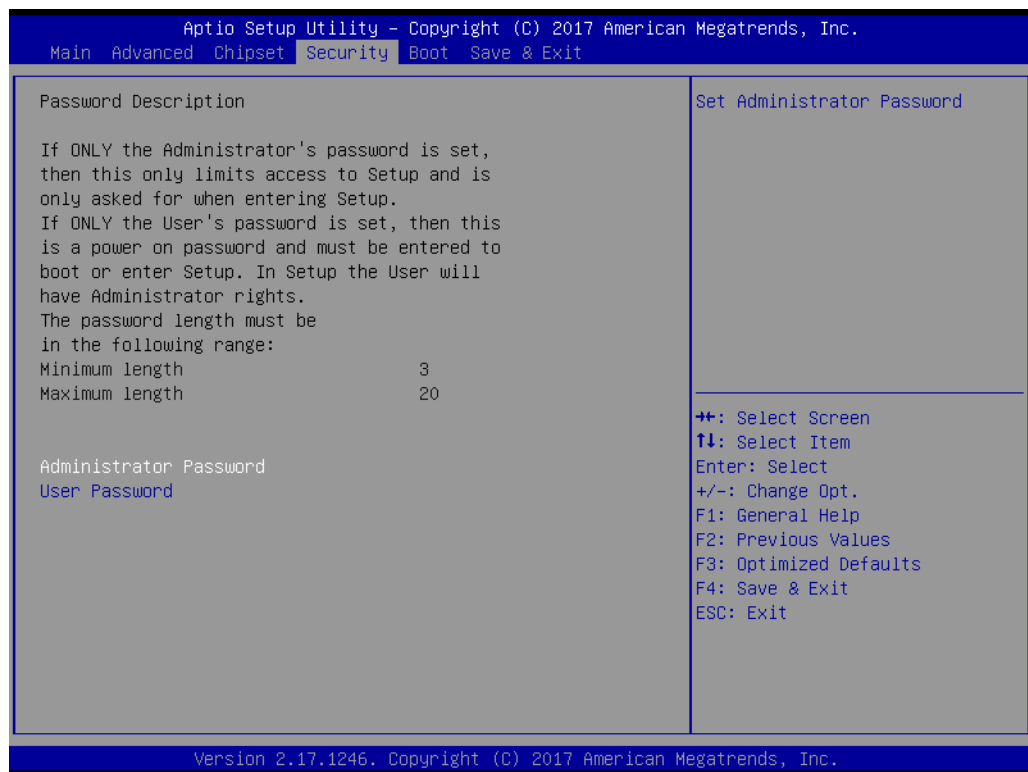 Aptio Setup Utility – Copyright (C) 2017 American Megatrends, Inc.
Main Advanced Chipset Security Boot Save & Exit
Password Description
If ONLY the Administrator's password is set,
then this only limits access to Setup and is
only asked for when entering Setup.
If ONLY the User's password is set, then this
is a power on password and must be entered to
boot or enter Setup. In Setup the User will
have Administrator rights.
The password length must be
in the following range:
Minimum length 3
Maximum length 20
Administrator Password
User Password
Set Administrator Password
→←: Select Screen
↑↓: Select Item
Enter: Select
+/-: Change Opt.
F1: General Help
F2: Previous Values
F3: Optimized Defaults
F4: Save & Exit
ESC: Exit
Version 2.17.1246. Copyright (C) 2017 American Megatrends, Inc.